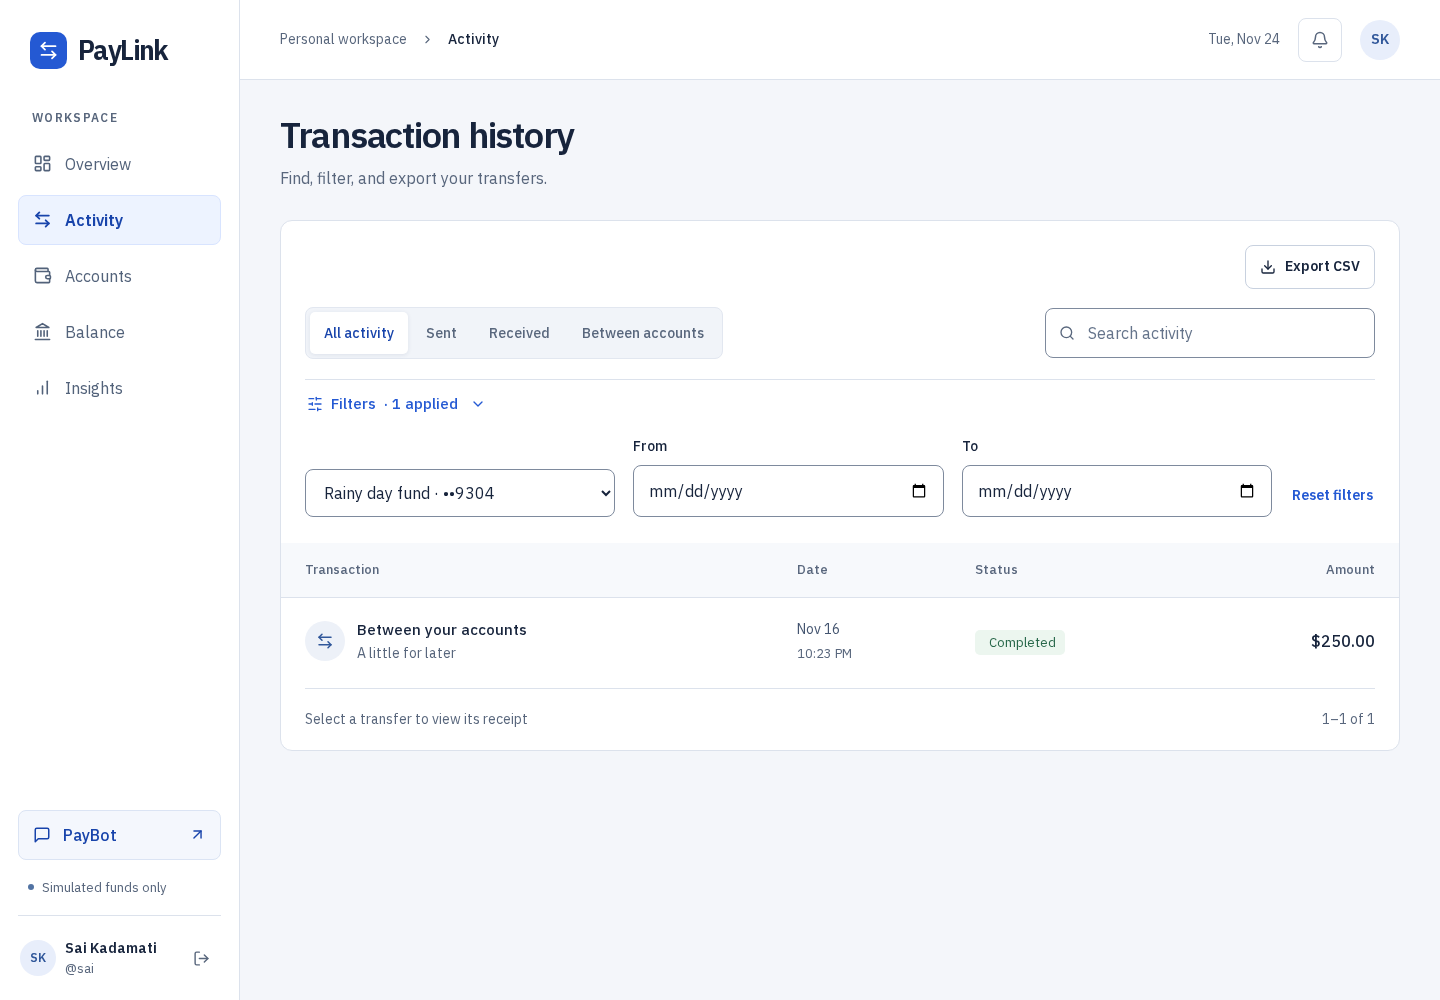 PayLink
WORKSPACE
Overview
Activity
Accounts
Balance
Insights
PayBot
Simulated funds only
SK
Sai Kadamati
@sai
Personal workspace
Activity
Tue, Nov 24
SK
Transaction history
Find, filter, and export your transfers.
Export CSV
All activity
Sent
Received
Between accounts
Search activity
Filters · 1 applied
From
To
Rainy day fund · ••9304
mm/dd/yyyy
mm/dd/yyyy
Reset filters
Transaction
Date
Status
Amount
Between your accounts
A little for later
Nov 16
10:23 PM
Completed
$250.00
Select a transfer to view its receipt
1–1 of 1